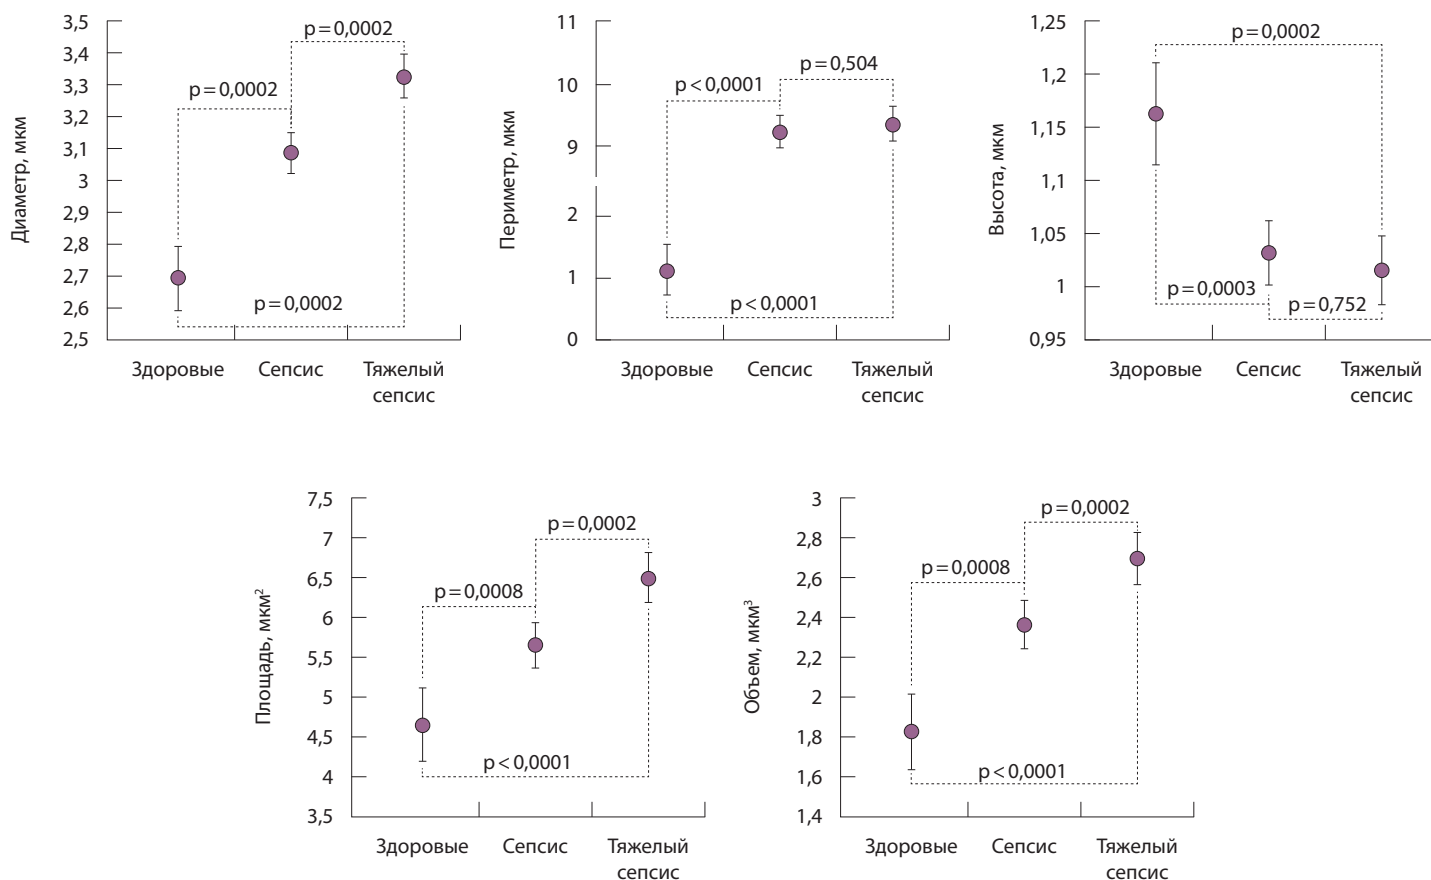 Диаметр, мкм
3,5
3,4
3,3
3,2
3,1
3
2,9
2,8
2,7
2,6
2,5
p = 0,0002
p = 0,0002
p = 0,0002
Здоровые
Сепсис
Тяжелый
сепсис
Периметр, мкм
11
10
9
2
1
0
p < 0,0001
p = 0,504
p < 0,0001
Здоровые
Сепсис
Тяжелый
сепсис
Высота, мкм
1,25
1,2
1,15
1,1
1,05
1
0,95
p = 0,0002
p = 0,0003
p = 0,752
Здоровые
Сепсис
Тяжелый
сепсис
Площадь, мкм²
7,5
7
6,5
6
5,5
5
4,5
4
3,5
p = 0,0002
p = 0,0008
p < 0,0001
Здоровые
Сепсис
Тяжелый
сепсис
Объем, мкм³
3
2,8
2,6
2,4
2,2
2
1,8
1,6
1,4
p = 0,0002
p = 0,0008
p < 0,0001
Здоровые
Сепсис
Тяжелый
сепсис